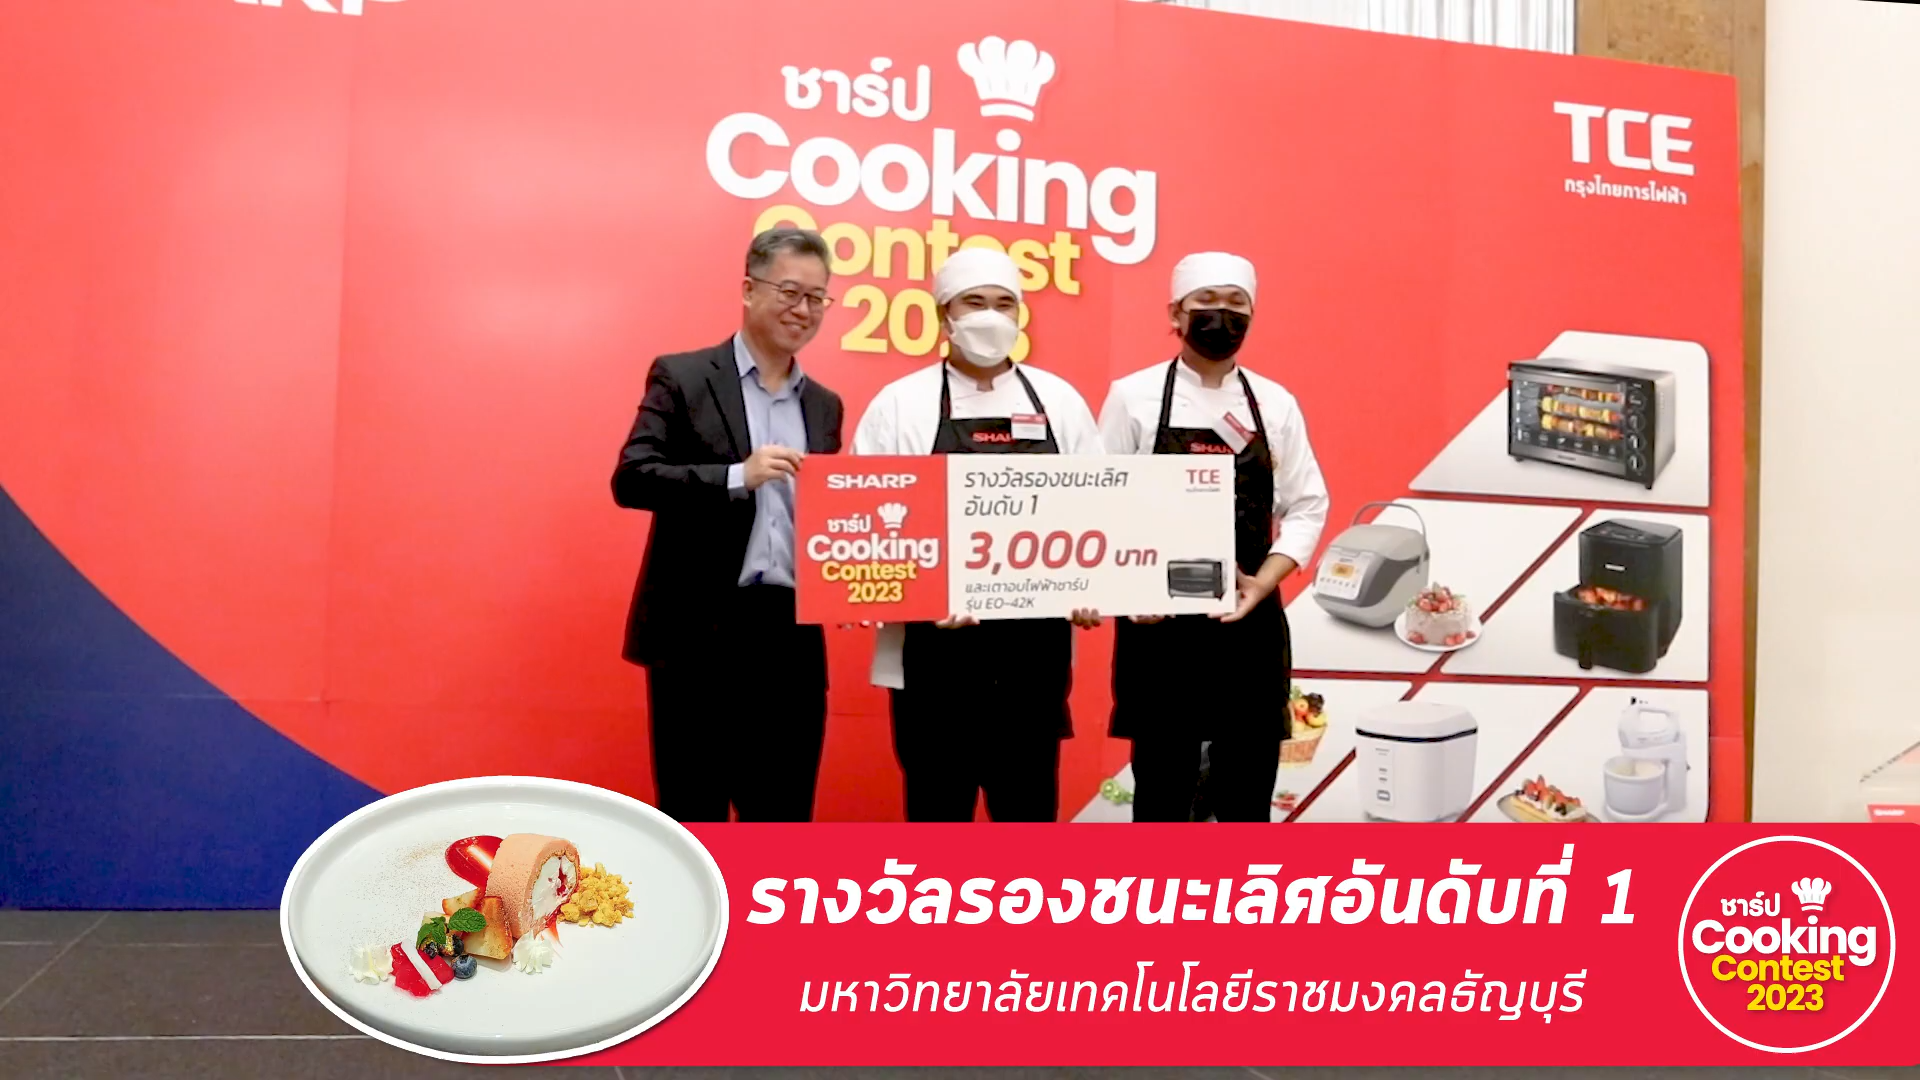 ชาร์ป
Cooking
Contest
2023
TCE
กรุงไทยการไฟฟ้า
SHARP
ชาร์ป
Cooking
Contest
2023
รางวัลรองชนะเลิศ
อันดับ 1
3,000 บาท
และเตาอบไฟฟ้าชาร์ป
รุ่น EO-42K
TCE
รางวัลรองชนะเลิศอันดับที่ 1
มหาวิทยาลัยเทคโนโลยีราชมงคลธัญบุรี
ชาร์ป
Cooking
Contest
2023